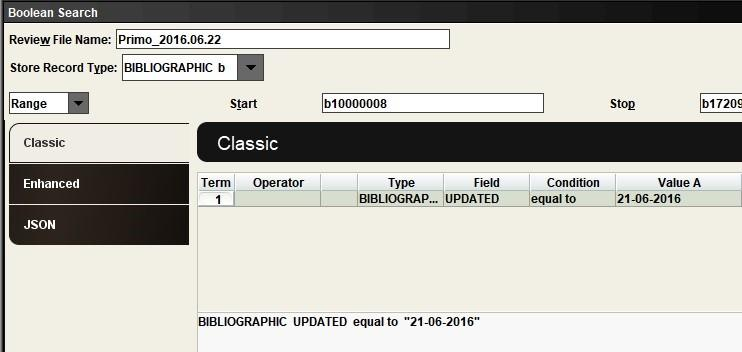 Boolean Search
Review File Name: Primo_2016.06.22
Store Record Type: BIBLIOGRAPHIC b
Range Start b10000008 Stop b17209
Classic
Classic
Enhanced
JSON
Term Operator Type Field Condition Value A
1 BIBLIOGRAP... UPDATED equal to 21-06-2016
BIBLIOGRAPHIC UPDATED equal to "21-06-2016"